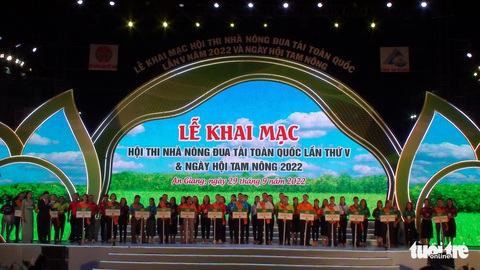 LỄ KHAI MẠC HỘI THI NHÀ NÔNG ĐUA TÀI TOÀN QUỐC
LẦN V NĂM 2022 VÀ NGÀY HỘI TAM NÔNG
LỄ KHAI MẠC
HỘI THI NHÀ NÔNG ĐUA TÀI TOÀN QUỐC LẦN THỨ V
& NGÀY HỘI TAM NÔNG 2022
An Giang, ngày 29 tháng 9 năm 2022
tuổi trẻ
online